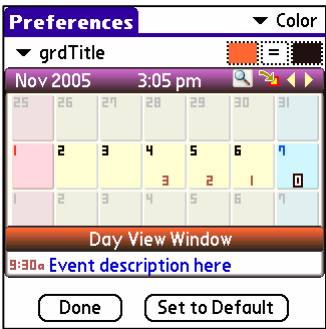 Preferences Color
grdTitle =
Nov 2005 3:05 pm
25 26 27 28 29 30 31
1 2 3 4 5 6 7
3 2 1 0
1 2 3 4 5 6 7
Day View Window
9:30a Event description here
Done Set to Default